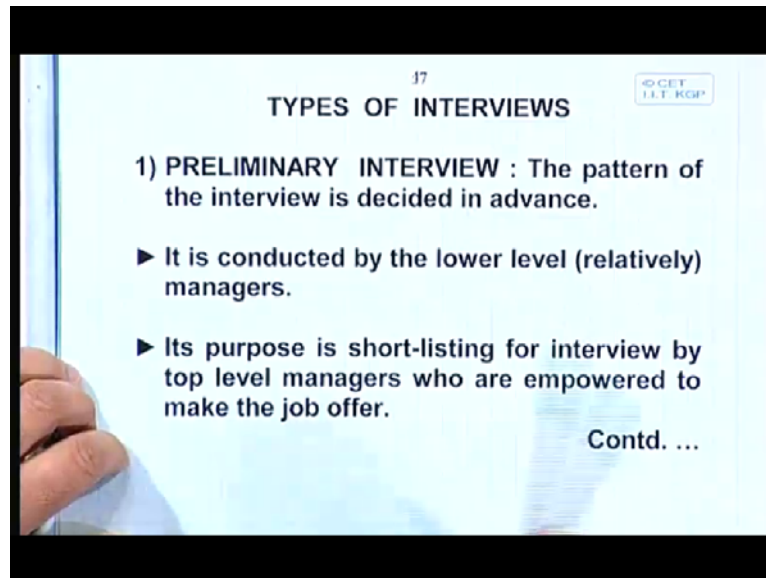 37
© CET
I.I.T. KGP
TYPES OF INTERVIEWS
1) PRELIMINARY INTERVIEW : The pattern of
the interview is decided in advance.
► It is conducted by the lower level (relatively)
managers.
► Its purpose is short-listing for interview by
top level managers who are empowered to
make the job offer.
Contd. ...